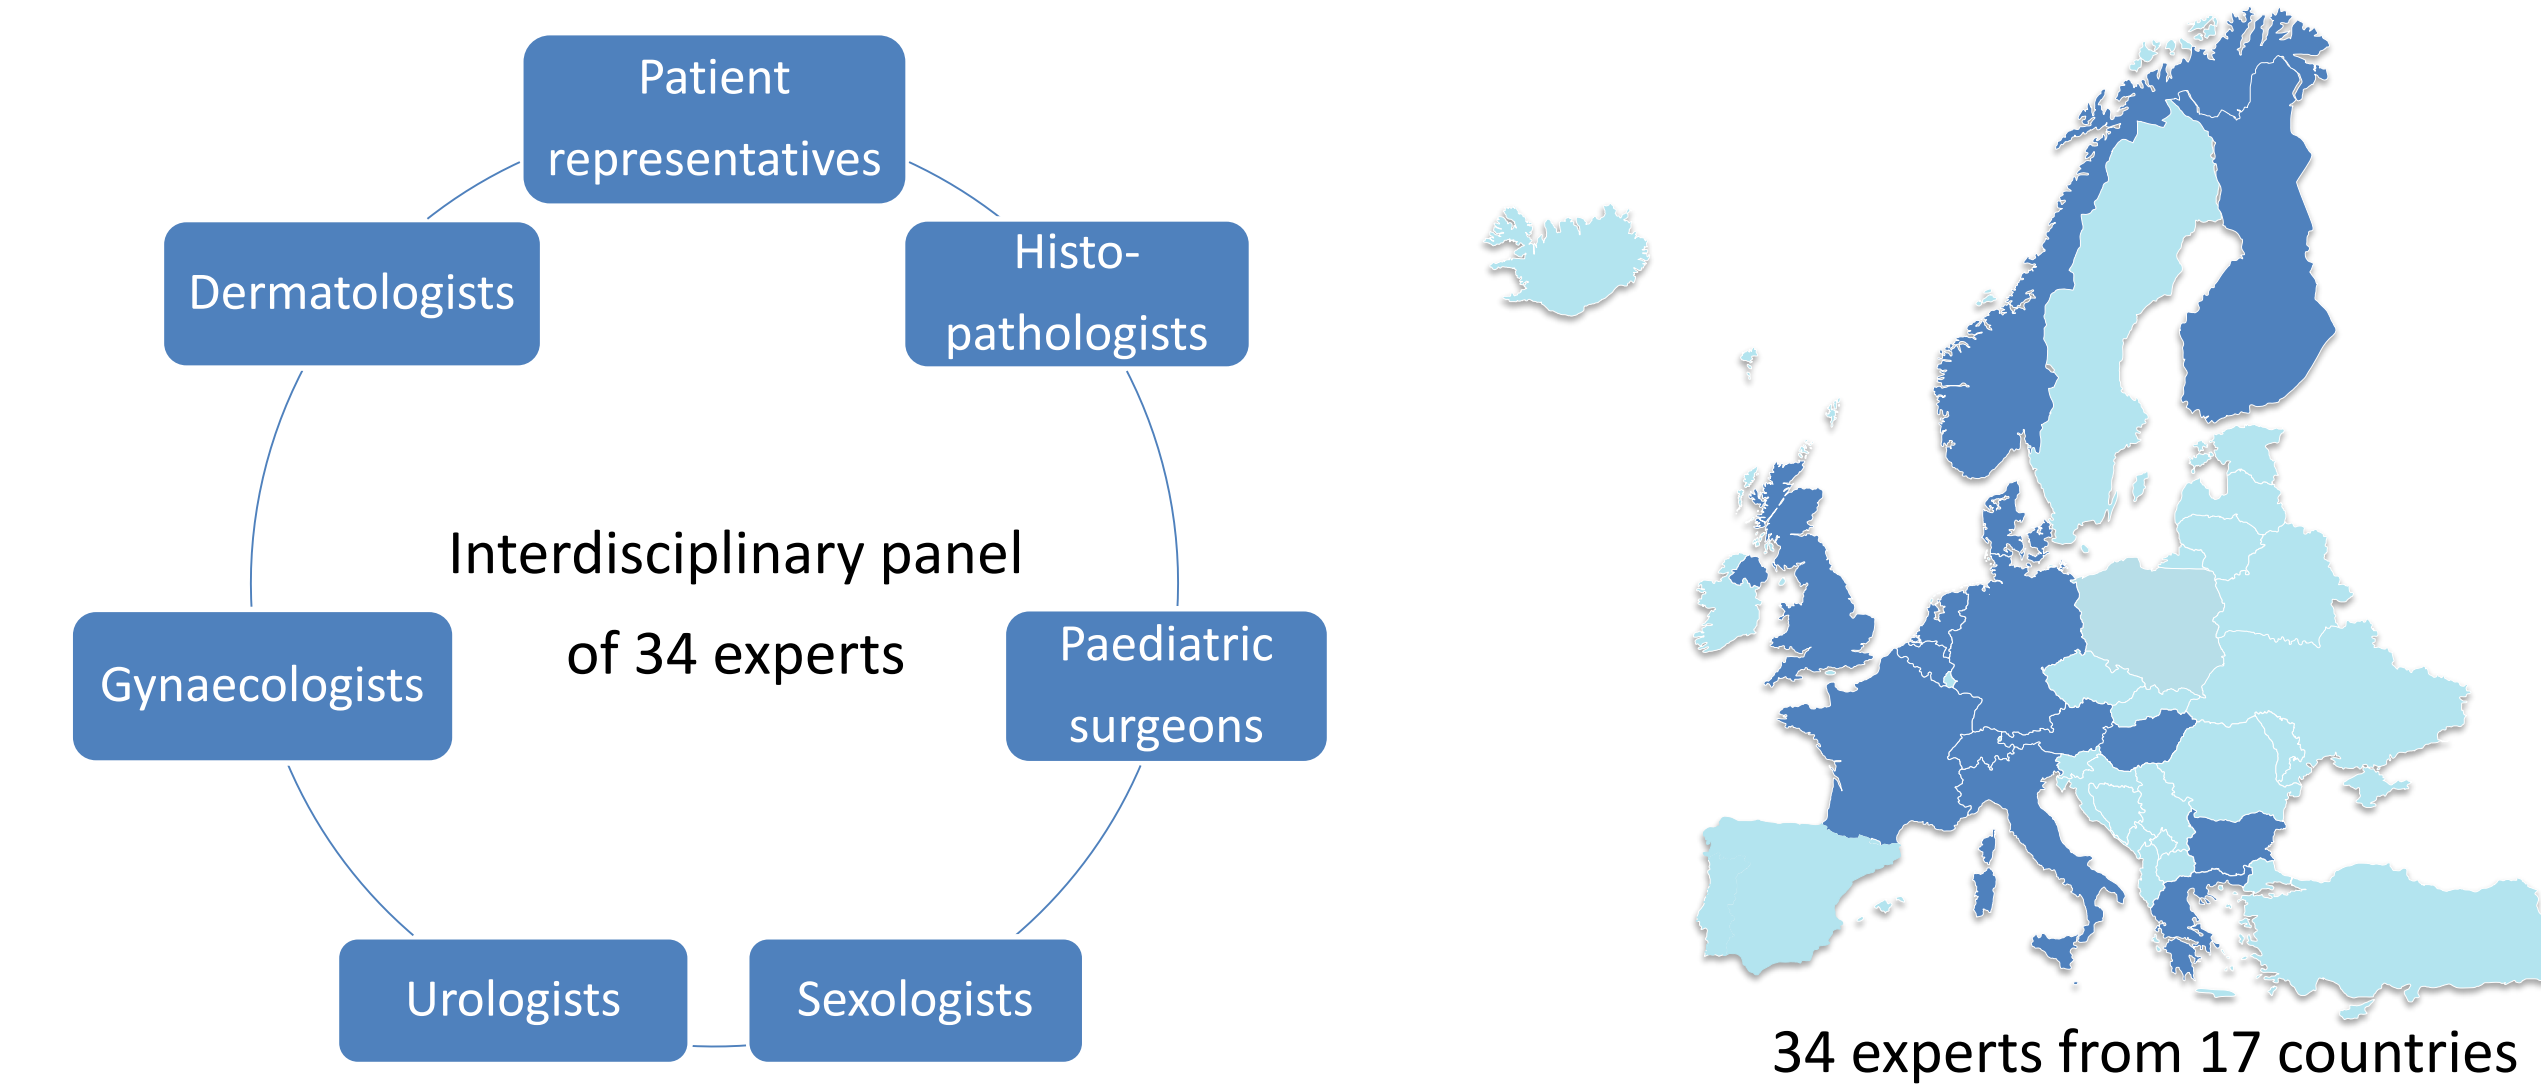 Patient
representatives
Histo-
pathologists
Dermatologists
Interdisciplinary panel
of 34 experts
Paediatric
surgeons
Gynaecologists
Urologists
Sexologists
34 experts from 17 countries